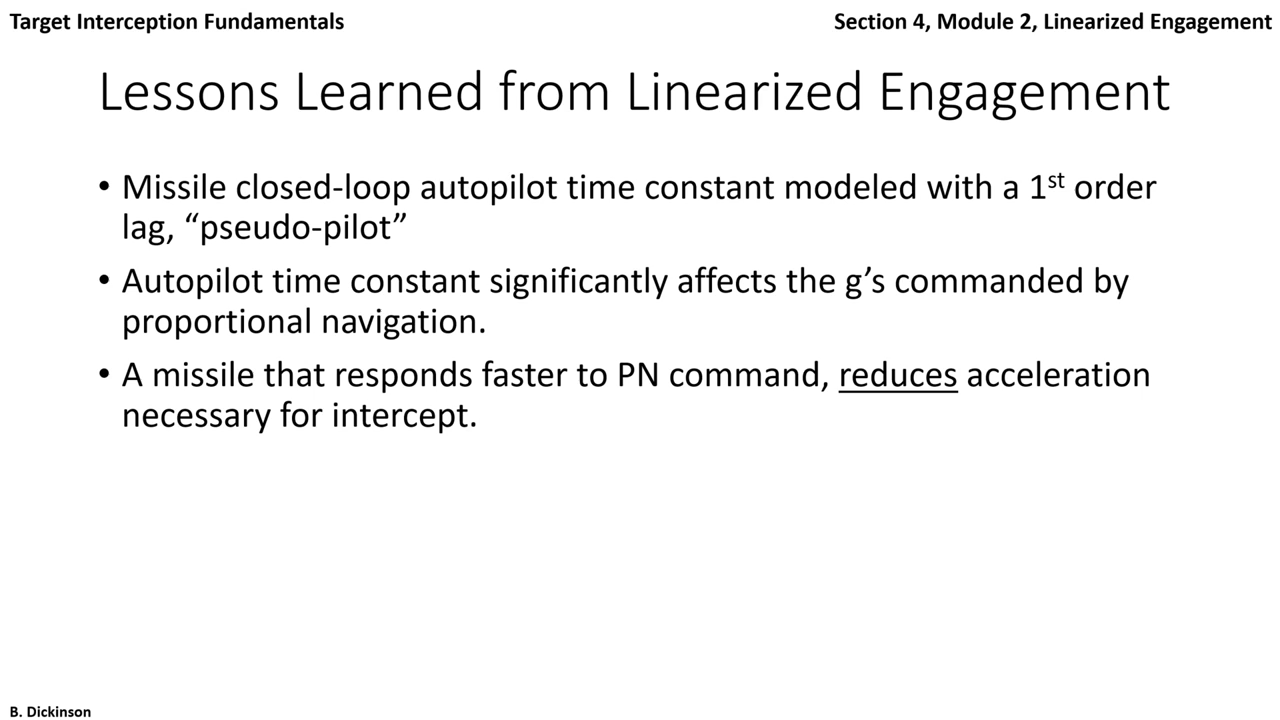 Target Interception Fundamentals
Section 4, Module 2, Linearized Engagement
Lessons Learned from Linearized Engagement
• Missile closed-loop autopilot time constant modeled with a 1st order
lag, “pseudo-pilot”
• Autopilot time constant significantly affects the g’s commanded by
proportional navigation.
• A missile that responds faster to PN command, reduces acceleration
necessary for intercept.
B. Dickinson